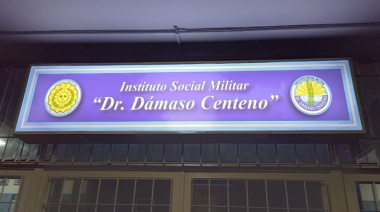 Instituto Social Militar
“Dr. Dámaso Centeno”